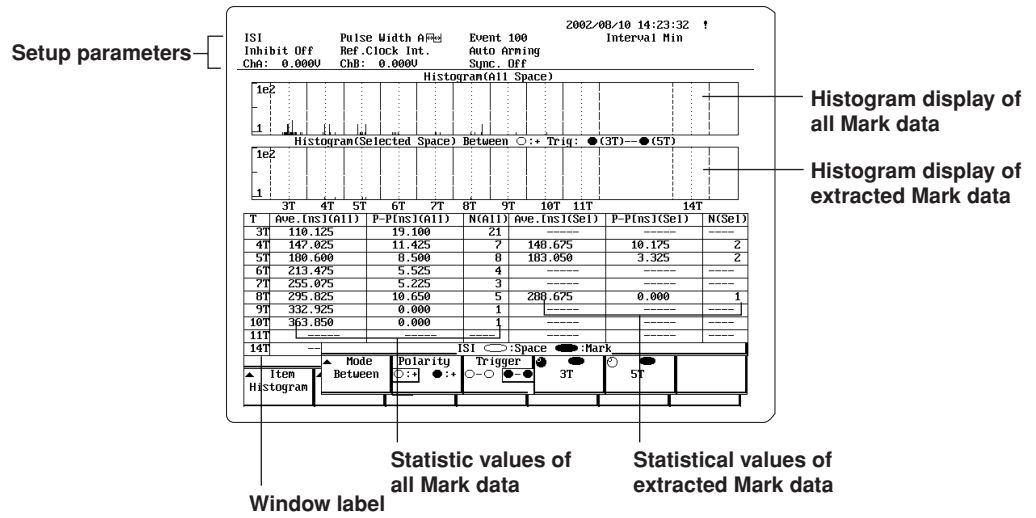 2002/08/10 14:23:32 !
ISI Pulse Width A Event 100 Interval Min
Inhibit Off Ref.Clock Int. Auto Arming
ChA: 0.000V ChB: 0.000V Sync. Off
Setup parameters
Histogram(All Space)
1e2
1
Histogram display of
all Mark data
Histogram(Selected Space) Between ○:+ Trig: ●(3T)--●(5T)
1e2
1
Histogram display of
extracted Mark data
3T 4T 5T 6T 7T 8T 9T 10T 11T 14T
T Ave.[ns](All) P-P[ns](All) N(All) Ave.[ns](Sel) P-P[ns](Sel) N(Sel)
3T 110.125 19.100 21 ----- ----- ----
4T 147.025 11.425 7 148.675 10.175 2
5T 180.600 8.500 8 183.050 3.325 2
6T 213.475 5.525 4 ----- ----- ----
7T 255.075 5.225 3 ----- ----- ----
8T 295.825 10.650 5 288.675 0.000 1
9T 332.925 0.000 1 ----- ----- ----
10T 363.850 0.000 1 ----- ----- ----
11T ----- ----- ---- ----- ----- ----
14T --
ISI ○:Space ●:Mark
Mode Polarity Trigger
Between ○:+ ●:+ ○-○ ●-● 3T 5T
Item
Histogram
Statistic values of
all Mark data
Statistical values of
extracted Mark data
Window label